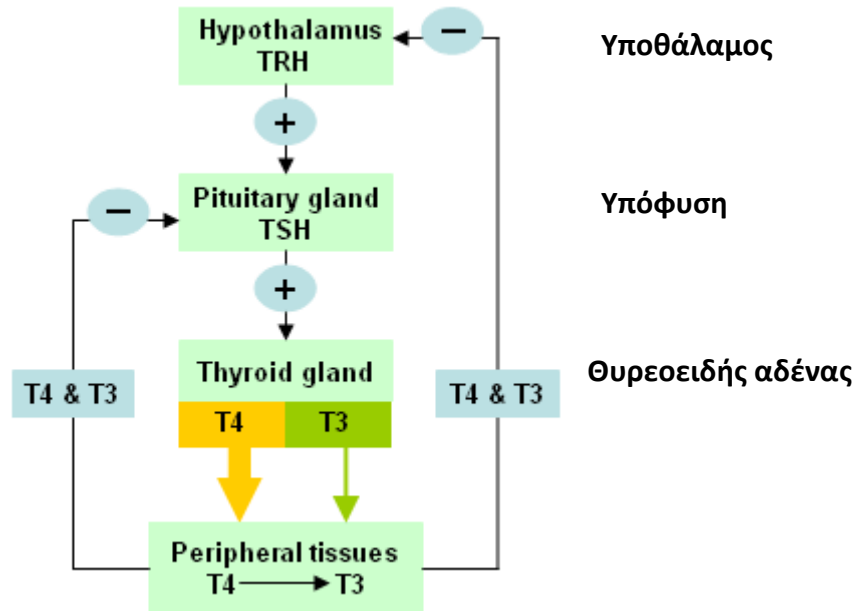 Hypothalamus
TRH
−
Υποθάλαμος
+
Pituitary gland
TSH
−
Υπόφυση
+
Thyroid gland
Θυρεοειδής αδένας
T4 & T3
T4 & T3
T4
T3
Peripheral tissues
T4 → T3